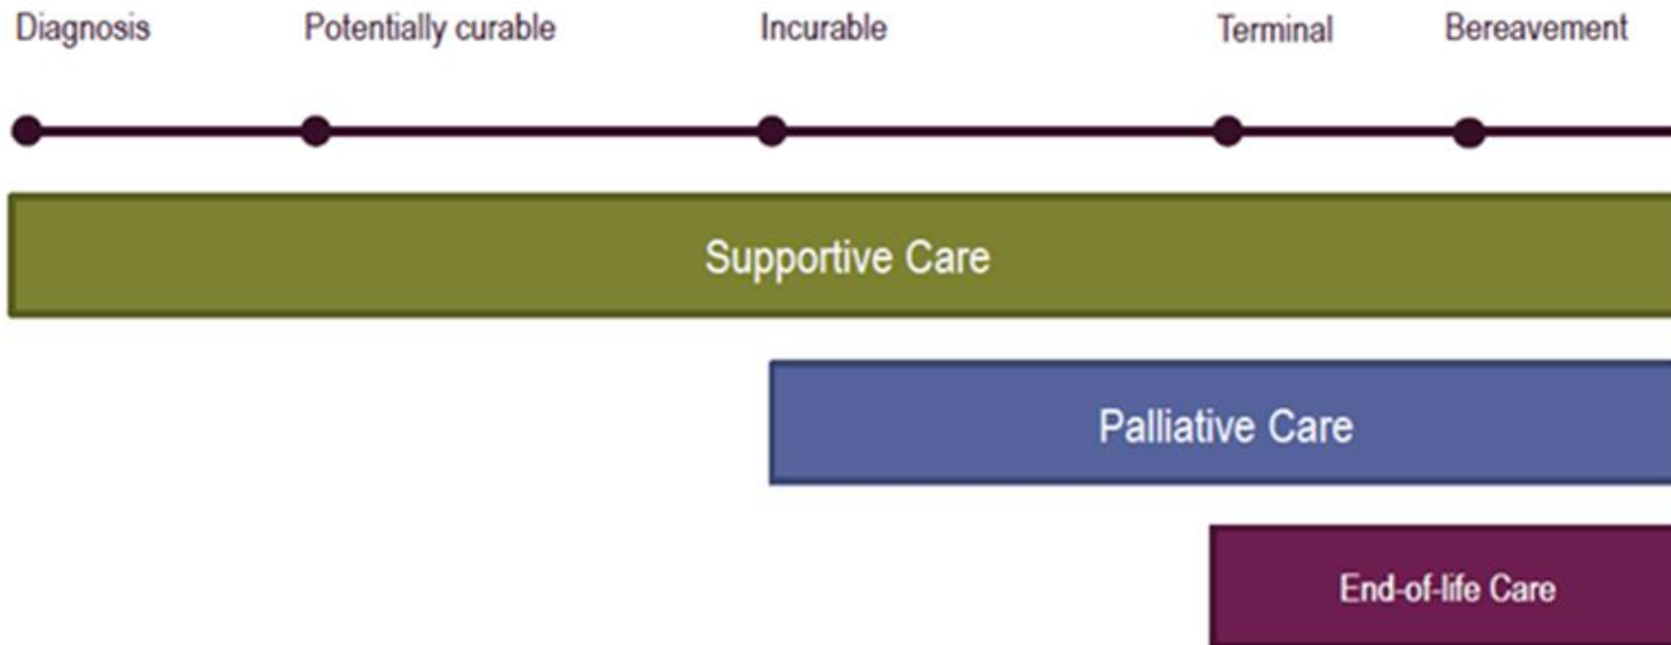 Diagnosis Potentially curable Incurable Terminal Bereavement
Supportive Care
Palliative Care
End-of-life Care